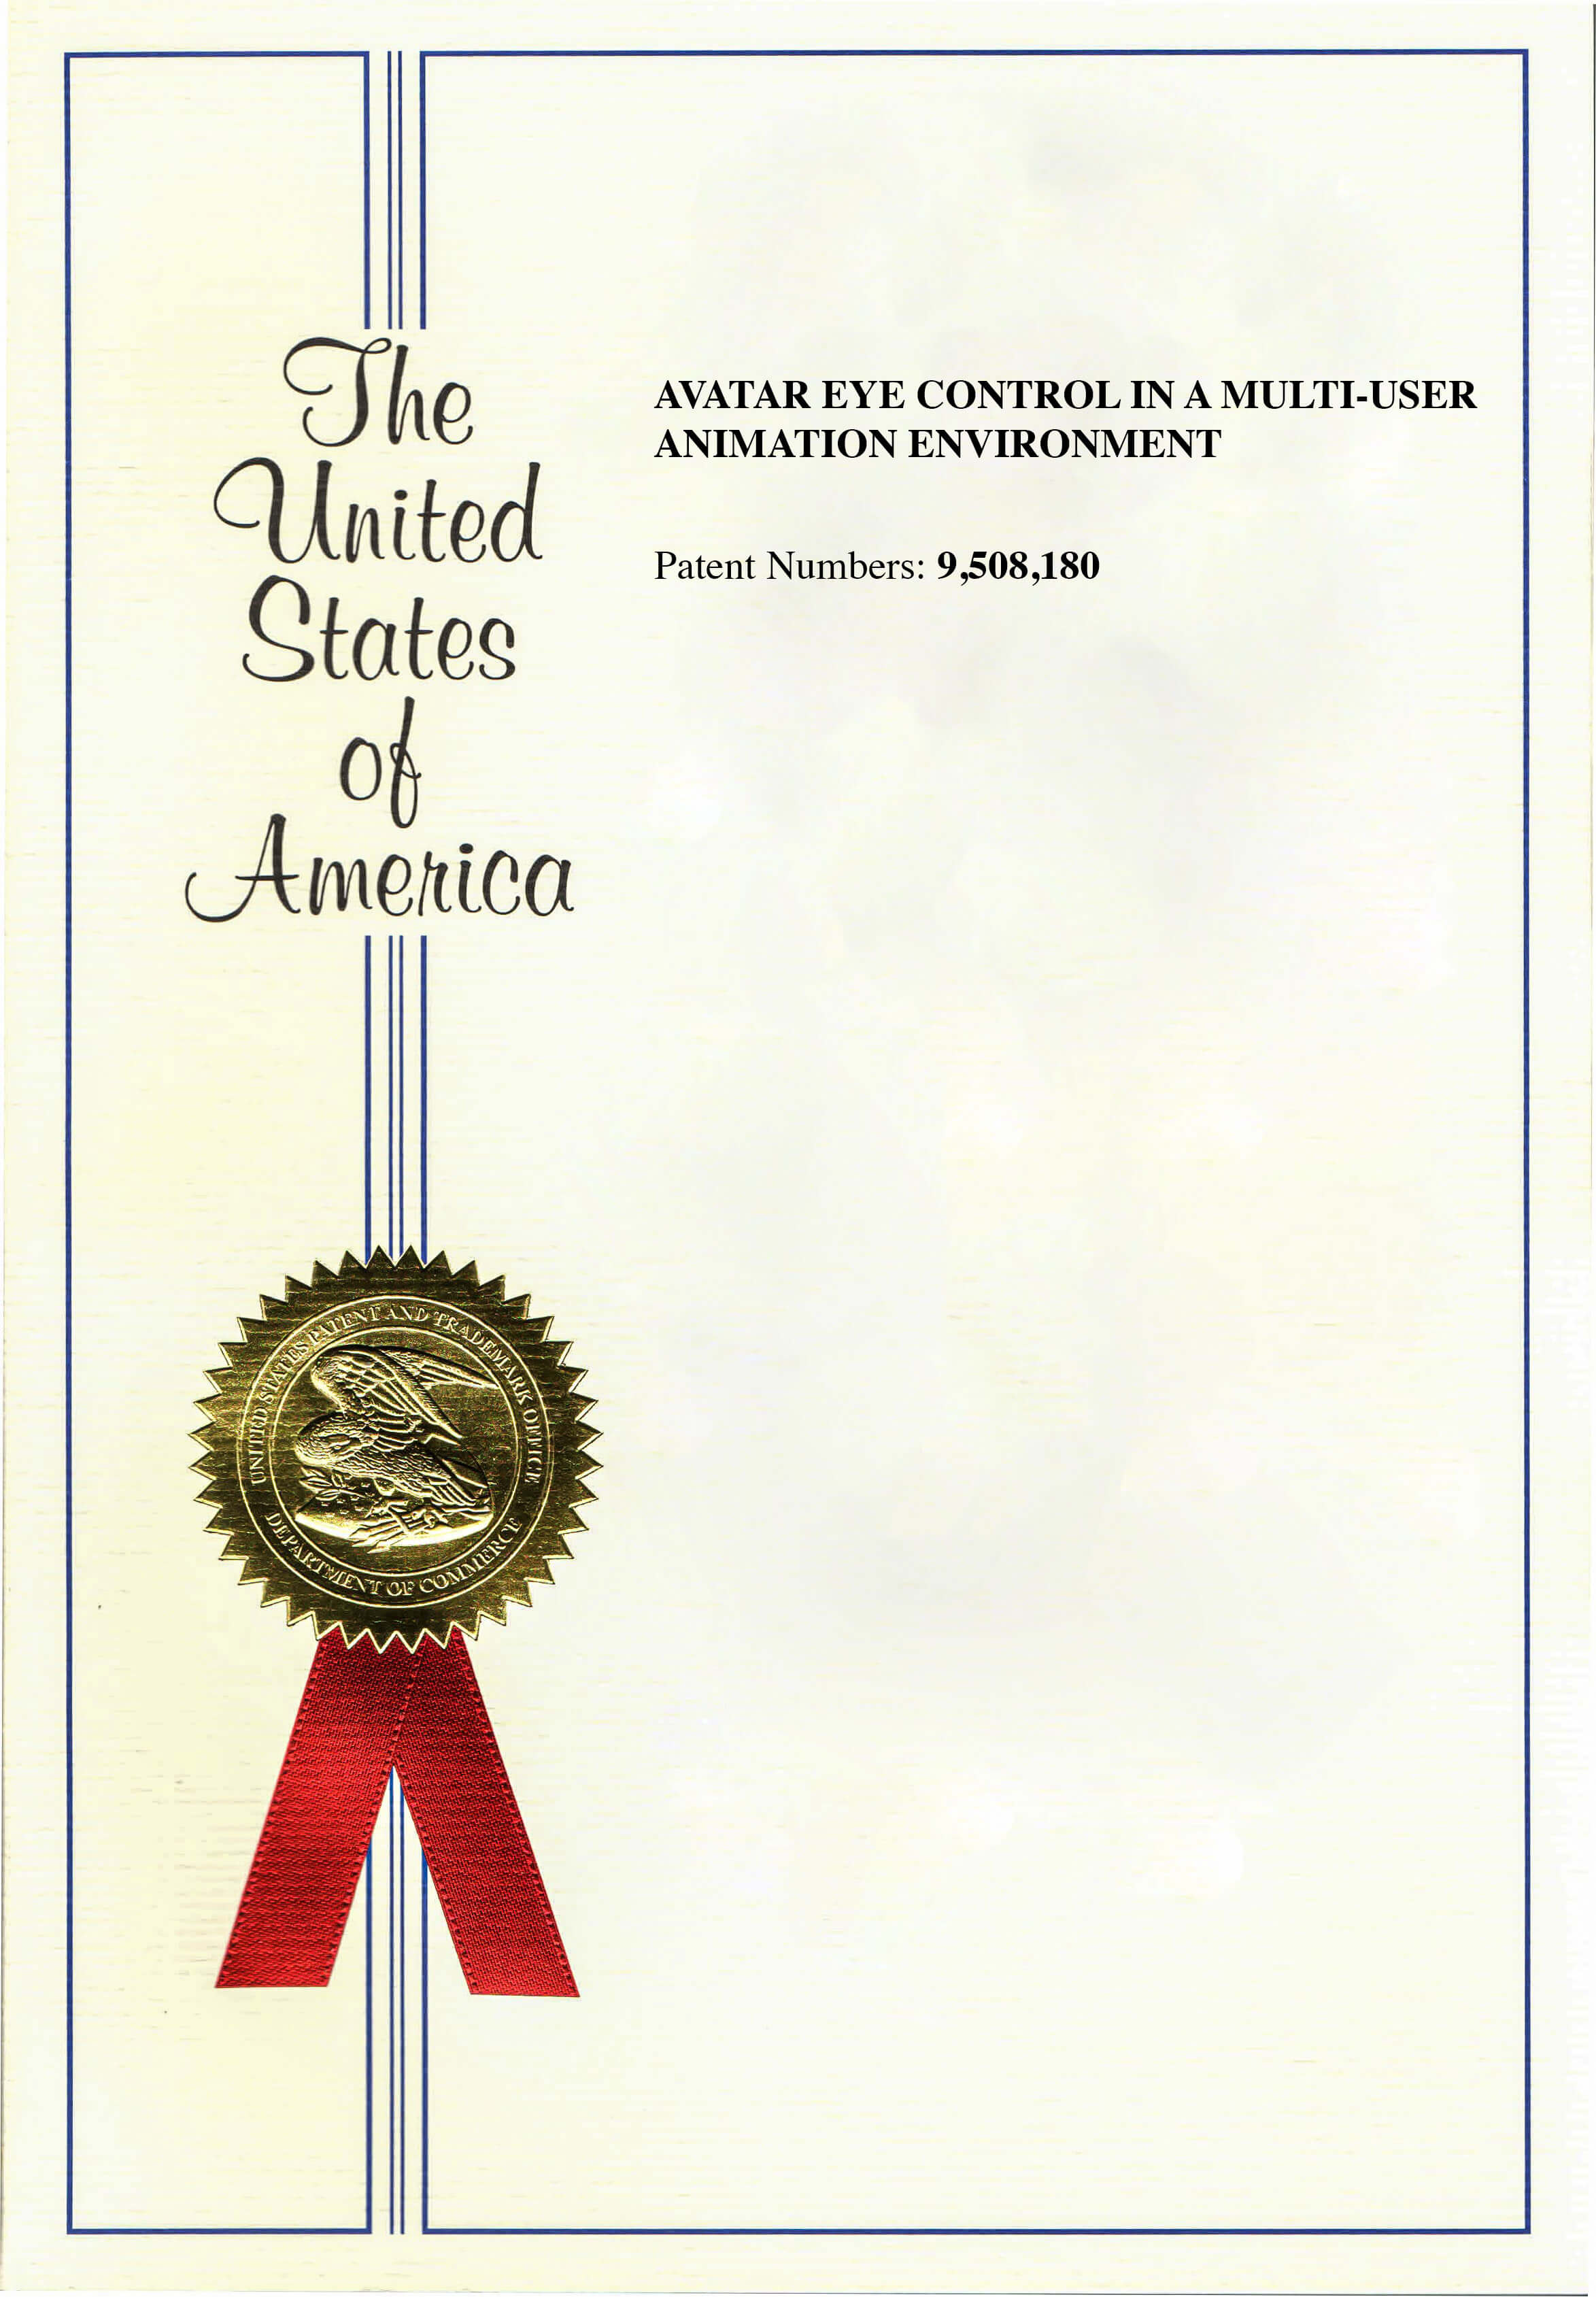 The
United
States
of
America
AVATAR EYE CONTROL IN A MULTI-USER
ANIMATION ENVIRONMENT
Patent Numbers: 9,508,180
UNITED STATES PATENT AND TRADEMARK OFFICE
DEPARTMENT OF COMMERCE